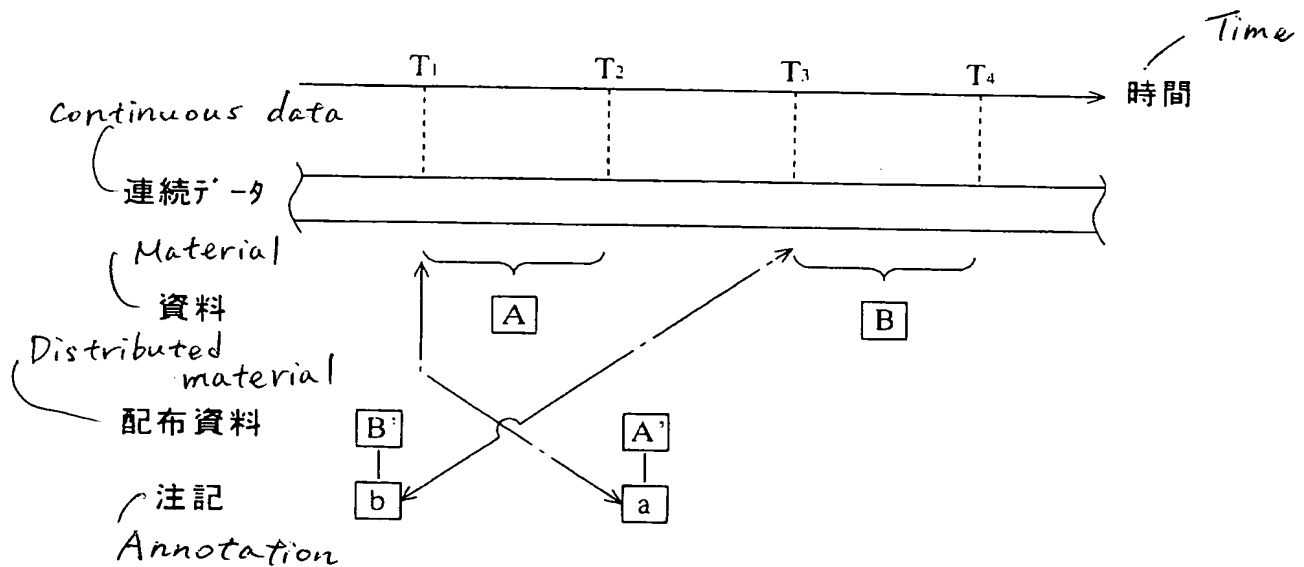 Time
T1 T2 T3 T4
時間
Continuous data
連続データ
Material
資料
A
B
Distributed
material
配布資料
B'
A'
b
a
注記
Annotation